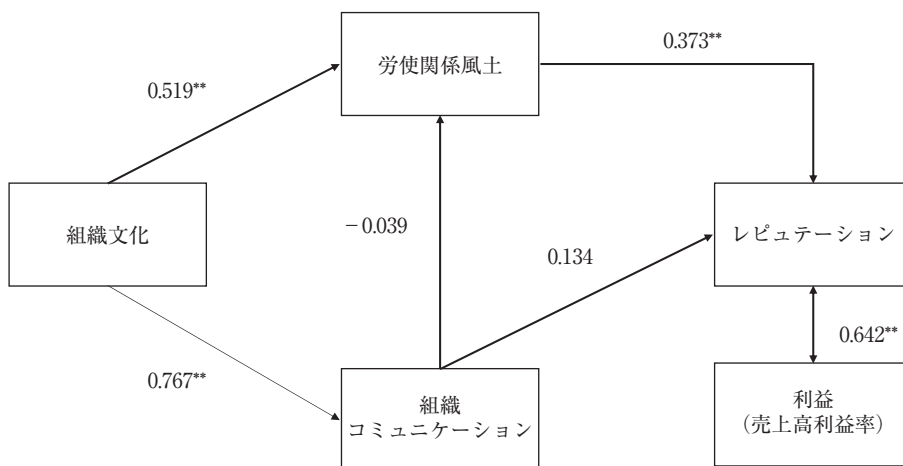 0.373**
労使関係風土
0.519**
組織文化
−0.039
レピュテーション
0.134
0.642**
0.767**
組織
コミュニケーション
利益
(売上高利益率)